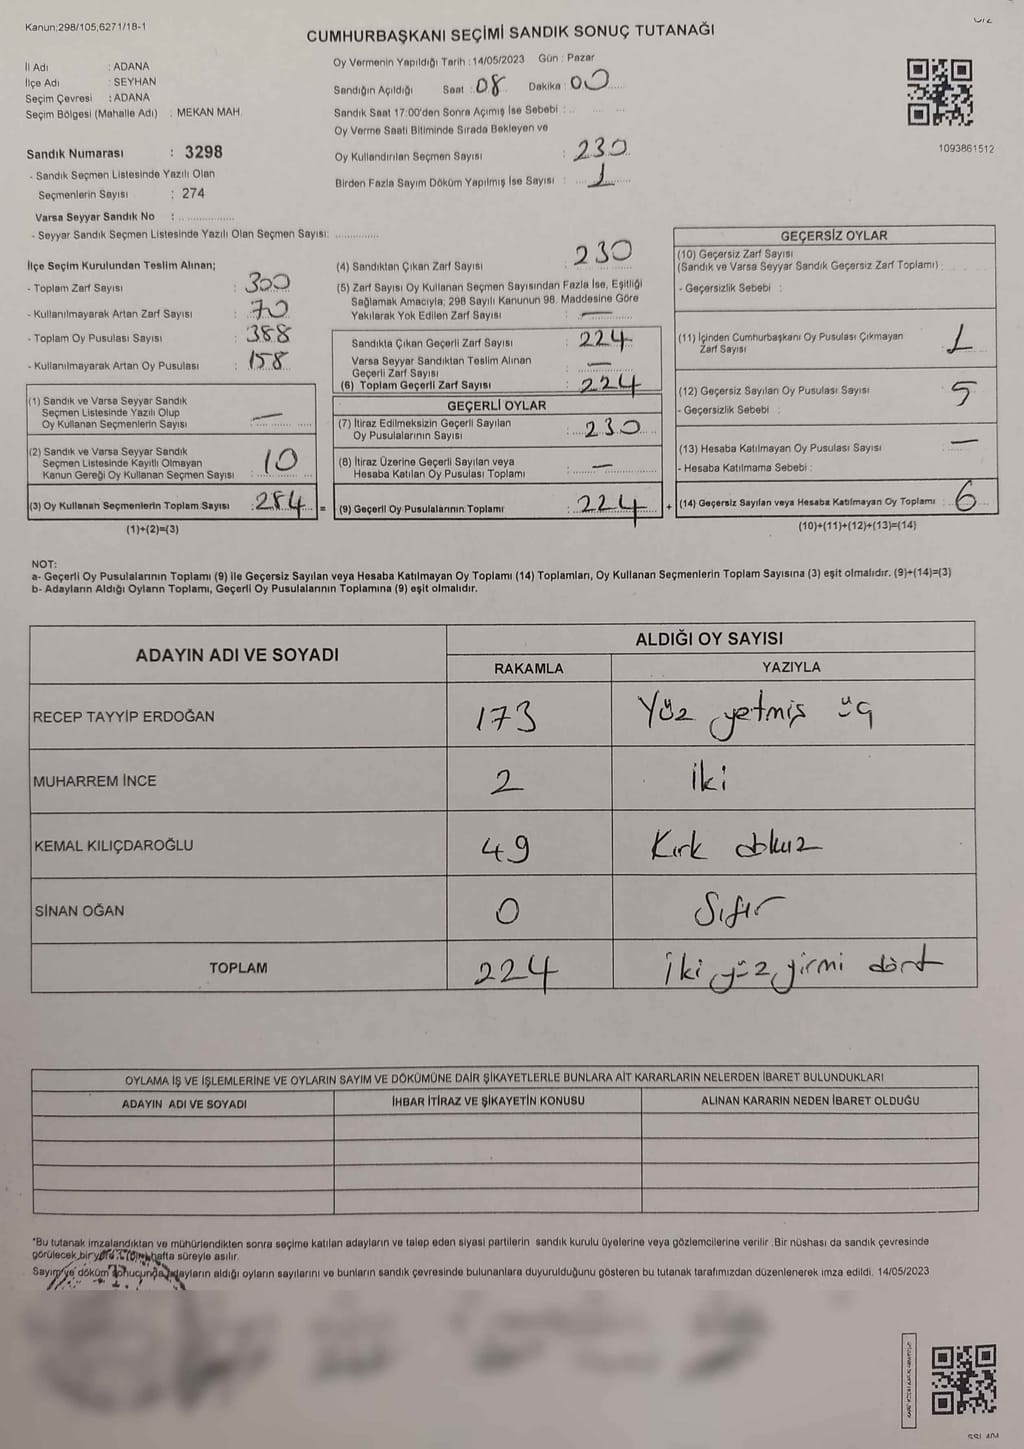 Kanun:298/105;6271/18-1
CUMHURBAŞKANI SEÇİMİ SANDIK SONUÇ TUTANAĞI
İl Adı : ADANA
İlçe Adı : SEYHAN
Seçim Çevresi : ADANA
Seçim Bölgesi (Mahalle Adı) : MEKAN MAH.
Oy Vermenin Yapıldığı Tarih : 14/05/2023 Gün : Pazar
Sandığın Açıldığı Saat : 08 Dakika : 00
Sandık Saat 17:00'den Sonra Açımış İse Sebebi :
Oy Verme Saati Bitiminde Sırada Bekleyen ve
Oy Kullandırılan Seçmen Sayısı : 230
Birden Fazla Sayım Döküm Yapılmış İse Sayısı : 1
1093861512
Sandık Numarası : 3298
- Sandık Seçmen Listesinde Yazılı Olan
Seçmenlerin Sayısı : 274
Varsa Seyyar Sandık No :
- Seyyar Sandık Seçmen Listesinde Yazılı Olan Seçmen Sayısı:
İlçe Seçim Kurulundan Teslim Alınan;
- Toplam Zarf Sayısı : 300
- Kullanılmayarak Artan Zarf Sayısı : 70
- Toplam Oy Pusulası Sayısı : 388
- Kullanılmayarak Artan Oy Pusulası : 158
(1) Sandık ve Varsa Seyyar Sandık
Seçmen Listesinde Yazılı Olup
Oy Kullanan Seçmenlerin Sayısı : —
(2) Sandık ve Varsa Seyyar Sandık
Seçmen Listesinde Kayıtlı Olmayan
Kanun Gereği Oy Kullanan Seçmen Sayısı : 10
(3) Oy Kullanan Seçmenlerin Toplam Sayısı : 284 =
(1)+(2)=(3)
(4) Sandıktan Çıkan Zarf Sayısı : 230
(5) Zarf Sayısı Oy Kullanan Seçmen Sayısından Fazla İse, Eşitliği
Sağlamak Amacıyla; 298 Sayılı Kanunun 98. Maddesine Göre
Yakılarak Yok Edilen Zarf Sayısı : —
Sandıkta Çıkan Geçerli Zarf Sayısı : 224
Varsa Seyyar Sandıktan Teslim Alınan
Geçerli Zarf Sayısı : —
(6) Toplam Geçerli Zarf Sayısı : 224
GEÇERLİ OYLAR
(7) İtiraz Edilmeksizin Geçerli Sayılan
Oy Pusulalarının Sayısı : 230
(8) İtiraz Üzerine Geçerli Sayılan veya
Hesaba Katılan Oy Pusulası Toplamı : —
(9) Geçerli Oy Pusulalarının Toplamı : 224 +
GEÇERSİZ OYLAR
(10) Geçersiz Zarf Sayısı
(Sandık ve Varsa Seyyar Sandık Geçersiz Zarf Toplamı) :
- Geçersizlik Sebebi :
(11) İçinden Cumhurbaşkanı Oy Pusulası Çıkmayan
Zarf Sayısı : 1
(12) Geçersiz Sayılan Oy Pusulası Sayısı : 5
- Geçersizlik Sebebi :
(13) Hesaba Katılmayan Oy Pusulası Sayısı : —
- Hesaba Katılmama Sebebi :
(14) Geçersiz Sayılan veya Hesaba Katılmayan Oy Toplamı : 6
(10)+(11)+(12)+(13)=(14)
NOT:
a- Geçerli Oy Pusulalarının Toplamı (9) ile Geçersiz Sayılan veya Hesaba Katılmayan Oy Toplamı (14) Toplamları, Oy Kullanan Seçmenlerin Toplam Sayısına (3) eşit olmalıdır. (9)+(14)=(3)
b- Adayların Aldığı Oyların Toplamı, Geçerli Oy Pusulalarının Toplamına (9) eşit olmalıdır.
ADAYIN ADI VE SOYADI ALDIĞI OY SAYISI
RAKAMLA YAZIYLA
RECEP TAYYİP ERDOĞAN 173 Yüz yetmiş üç
MUHARREM İNCE 2 İki
KEMAL KILIÇDAROĞLU 49 Kırk dokuz
SİNAN OĞAN 0 Sıfır
TOPLAM 224 İki yüz yirmi dört
OYLAMA İŞ VE İŞLEMLERİNE VE OYLARIN SAYIM VE DÖKÜMÜNE DAİR ŞİKAYETLERLE BUNLARA AİT KARARLARIN NELERDEN İBARET BULUNDUKLARI
ADAYIN ADI VE SOYADI İHBAR İTİRAZ VE ŞİKAYETİN KONUSU ALINAN KARARIN NEDEN İBARET OLDUĞU
*Bu tutanak imzalandıktan ve mühürlendikten sonra seçime katılan adayların ve talep eden siyasi partilerin sandık kurulu üyelerine veya gözlemcilerine verilir .Bir nüshası da sandık çevresinde
görülecek bir hafta süreyle asılır.
Sayım ve döküm sonucunda adayların aldığı oyların sayılarını ve bunların sandık çevresinde bulunanlara duyurulduğunu gösteren bu tutanak tarafımızdan düzenlenerek imza edildi. 14/05/2023